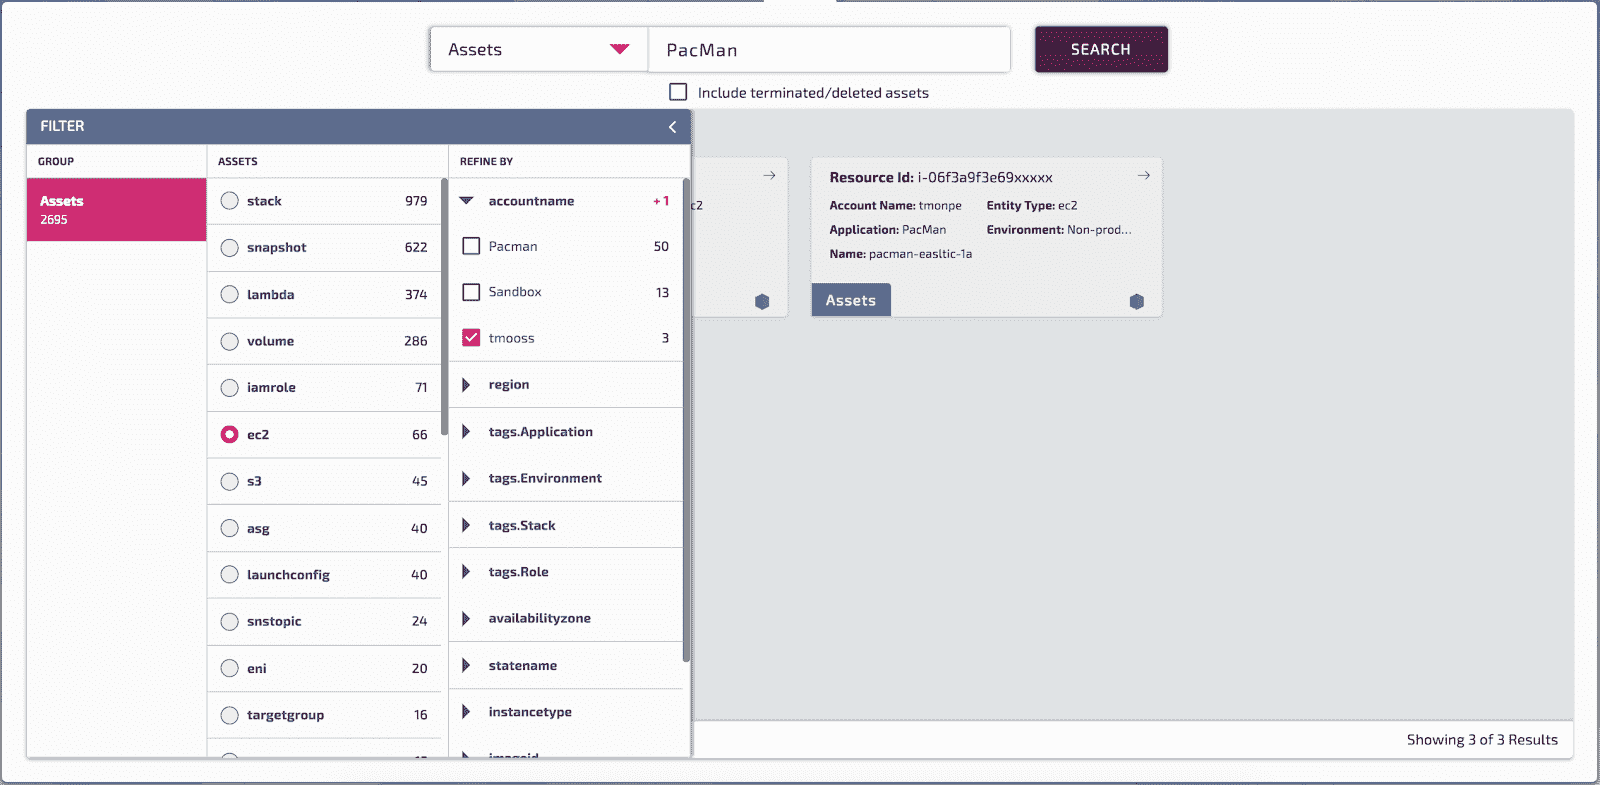 Assets
PacMan
SEARCH
Include terminated/deleted assets
FILTER
GROUP
ASSETS
REFINE BY
Assets
2695
stack 979
snapshot 622
lambda 374
volume 286
iamrole 71
ec2 66
s3 45
asg 40
launchconfig 40
snstopic 24
eni 20
targetgroup 16
accountname +1
Pacman 50
Sandbox 13
tmooss 3
region
tags.Application
tags.Environment
tags.Stack
tags.Role
availabilityzone
statename
instancetype
imageid
c2
Resource Id: i-06f3a9f3e69xxxxx
Account Name: tmonpe Entity Type: ec2
Application: PacMan Environment: Non-prod...
Name: pacman-easltic-1a
Assets
Showing 3 of 3 Results